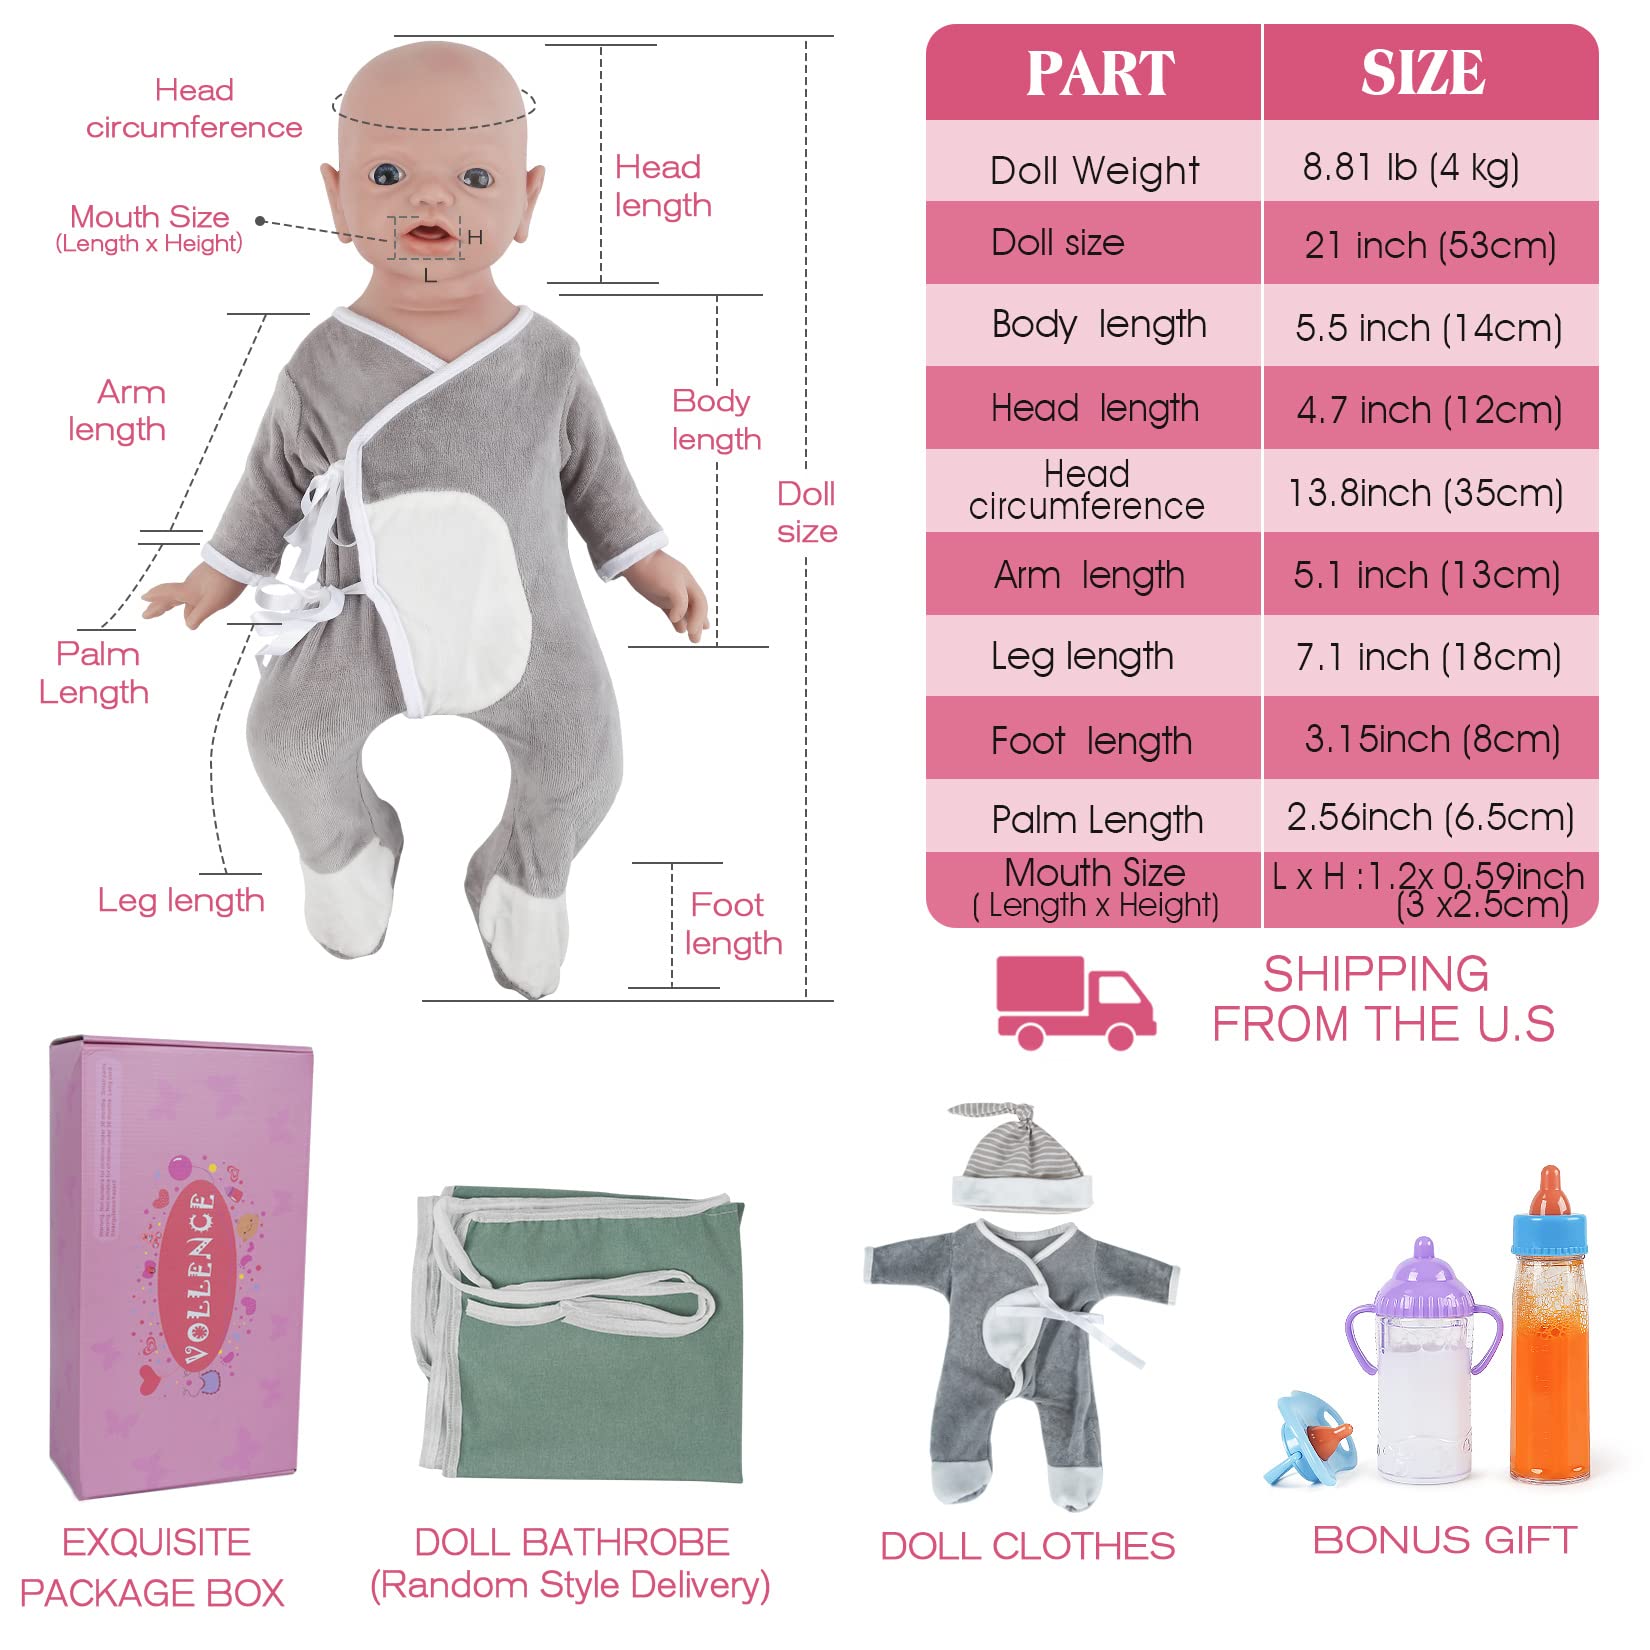 Head
circumference
Mouth Size
(Length x Height)
H
L
Head
length
Arm
length
Body
length
Doll
size
Palm
Length
Leg length
Foot
length
PART SIZE
Doll Weight 8.81 lb (4 kg)
Doll size 21 inch (53cm)
Body length 5.5 inch (14cm)
Head length 4.7 inch (12cm)
Head
circumference 13.8inch (35cm)
Arm length 5.1 inch (13cm)
Leg length 7.1 inch (18cm)
Foot length 3.15inch (8cm)
Palm Length 2.56inch (6.5cm)
Mouth Size
( Length x Height)
L x H :1.2x 0.59inch
(3 x2.5cm)
SHIPPING
FROM THE U.S
VOLLENCE
EXQUISITE
PACKAGE BOX
DOLL BATHROBE
(Random Style Delivery)
DOLL CLOTHES
BONUS GIFT